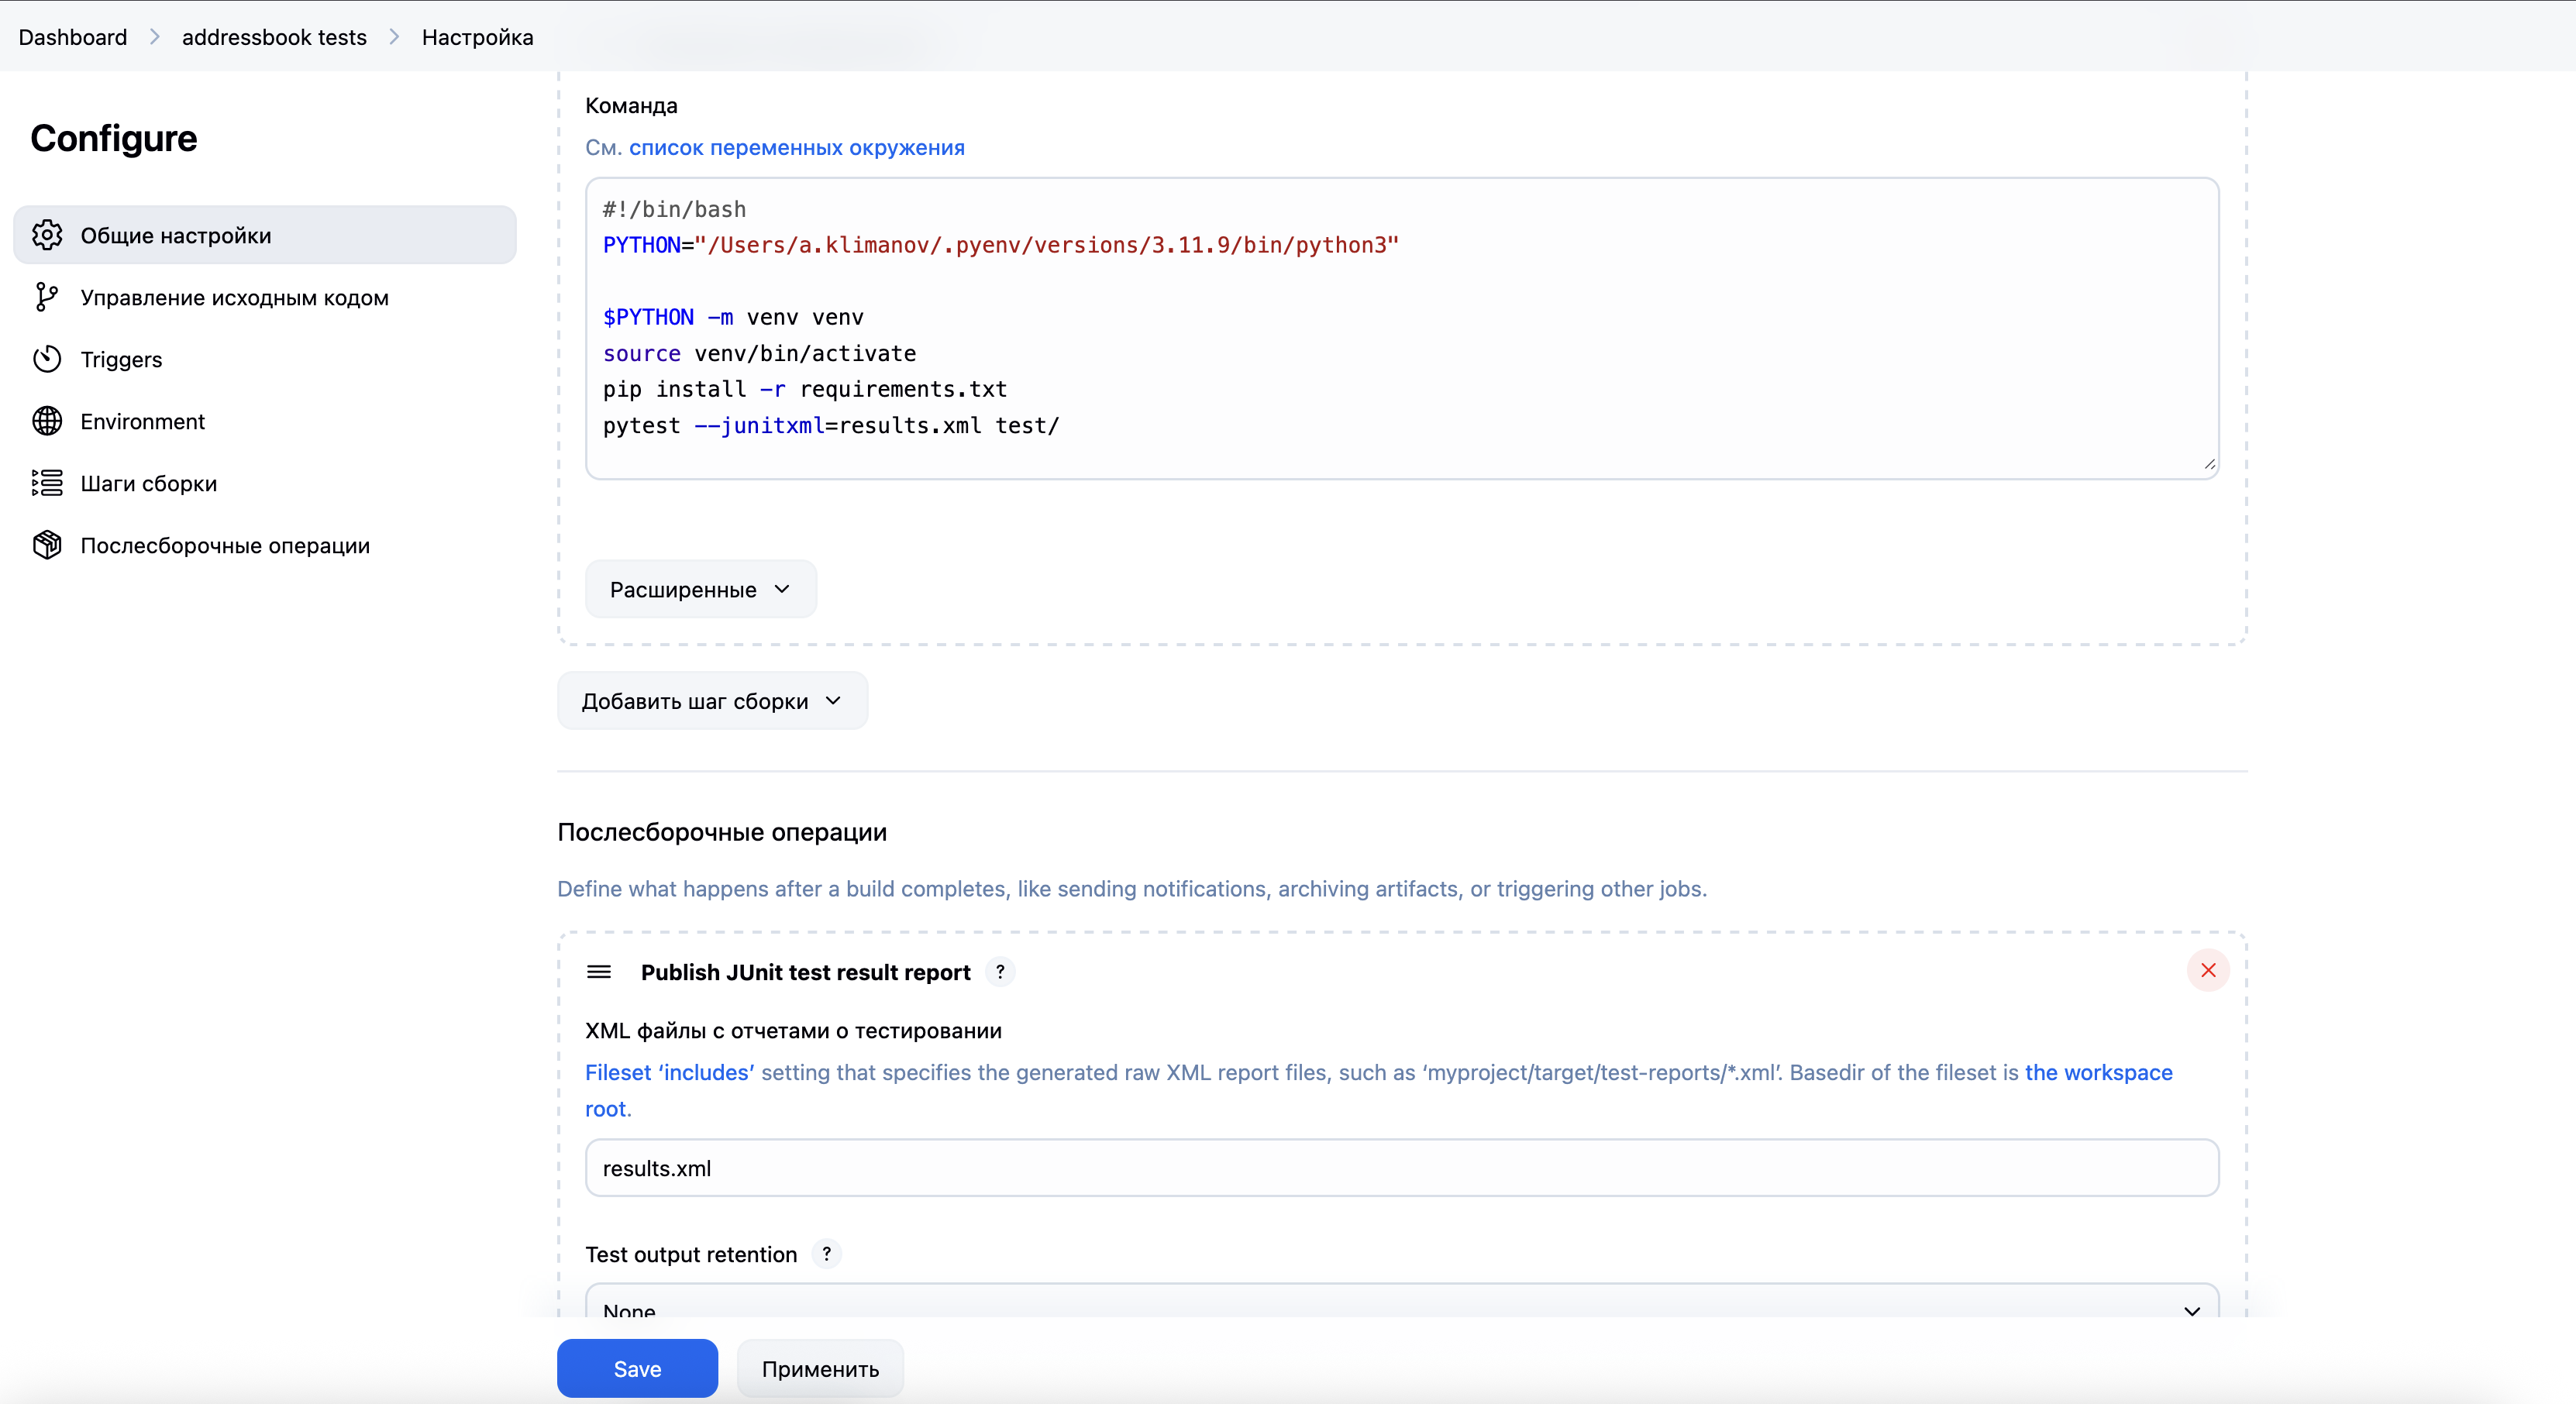 Dashboard > addressbook tests > Настройка
Configure
Общие настройки
Управление исходным кодом
Triggers
Environment
Шаги сборки
Послесборочные операции
Команда
См. список переменных окружения
#!/bin/bash
PYTHON="/Users/a.klimanov/.pyenv/versions/3.11.9/bin/python3"
$PYTHON -m venv venv
source venv/bin/activate
pip install -r requirements.txt
pytest --junitxml=results.xml test/
Расширенные
Добавить шаг сборки
Послесборочные операции
Define what happens after a build completes, like sending notifications, archiving artifacts, or triggering other jobs.
Publish JUnit test result report ?
XML файлы с отчетами о тестировании
Fileset ‘includes’ setting that specifies the generated raw XML report files, such as ‘myproject/target/test-reports/*.xml’. Basedir of the fileset is the workspace
root.
results.xml
Test output retention ?
None
Save
Применить